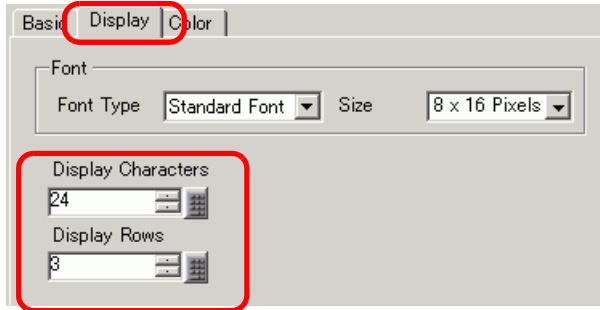 Basic Display Color
Font
Font Type Standard Font Size 8 x 16 Pixels
Display Characters
24
Display Rows
3